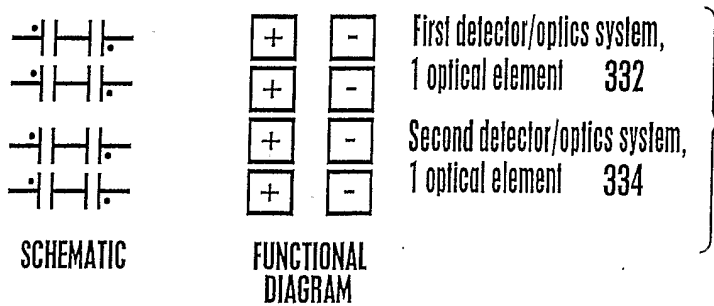 + - First detector/optics system,
+ - 1 optical element 332
+ - Second detector/optics system,
+ - 1 optical element 334
SCHEMATIC FUNCTIONAL
DIAGRAM